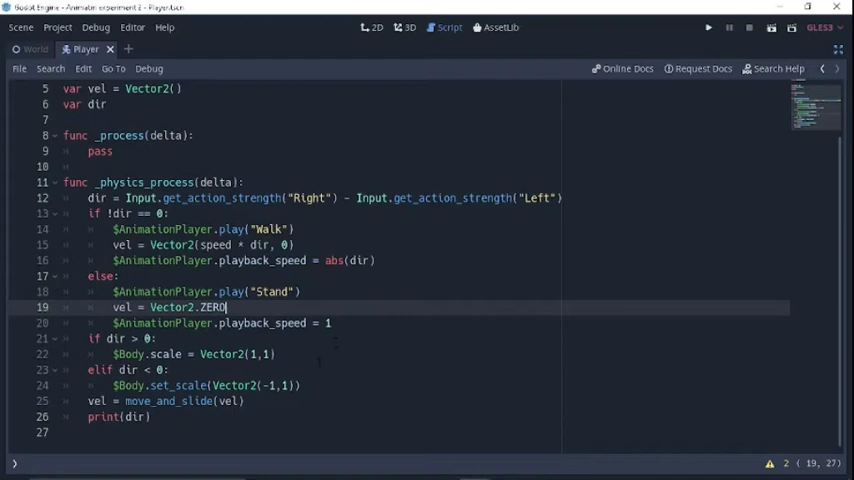 Godot Engine - Animatin experiment 2 - Player.tscn
Scene Project Debug Editor Help 2D 3D Script AssetLib GLES3
World Player
File Search Edit Go To Debug Online Docs Request Docs Search Help
5 var vel = Vector2()
6 var dir
7
8 func _process(delta):
9 pass
10
11 func _physics_process(delta):
12 dir = Input.get_action_strength("Right") - Input.get_action_strength("Left")
13 if !dir == 0:
14 $AnimationPlayer.play("Walk")
15 vel = Vector2(speed * dir, 0)
16 $AnimationPlayer.playback_speed = abs(dir)
17 else:
18 $AnimationPlayer.play("Stand")
19 vel = Vector2.ZERO
20 $AnimationPlayer.playback_speed = 1
21 if dir > 0:
22 $Body.scale = Vector2(1,1)
23 elif dir < 0:
24 $Body.set_scale(Vector2(-1,1))
25 vel = move_and_slide(vel)
26 print(dir)
27
2 ( 19, 27)